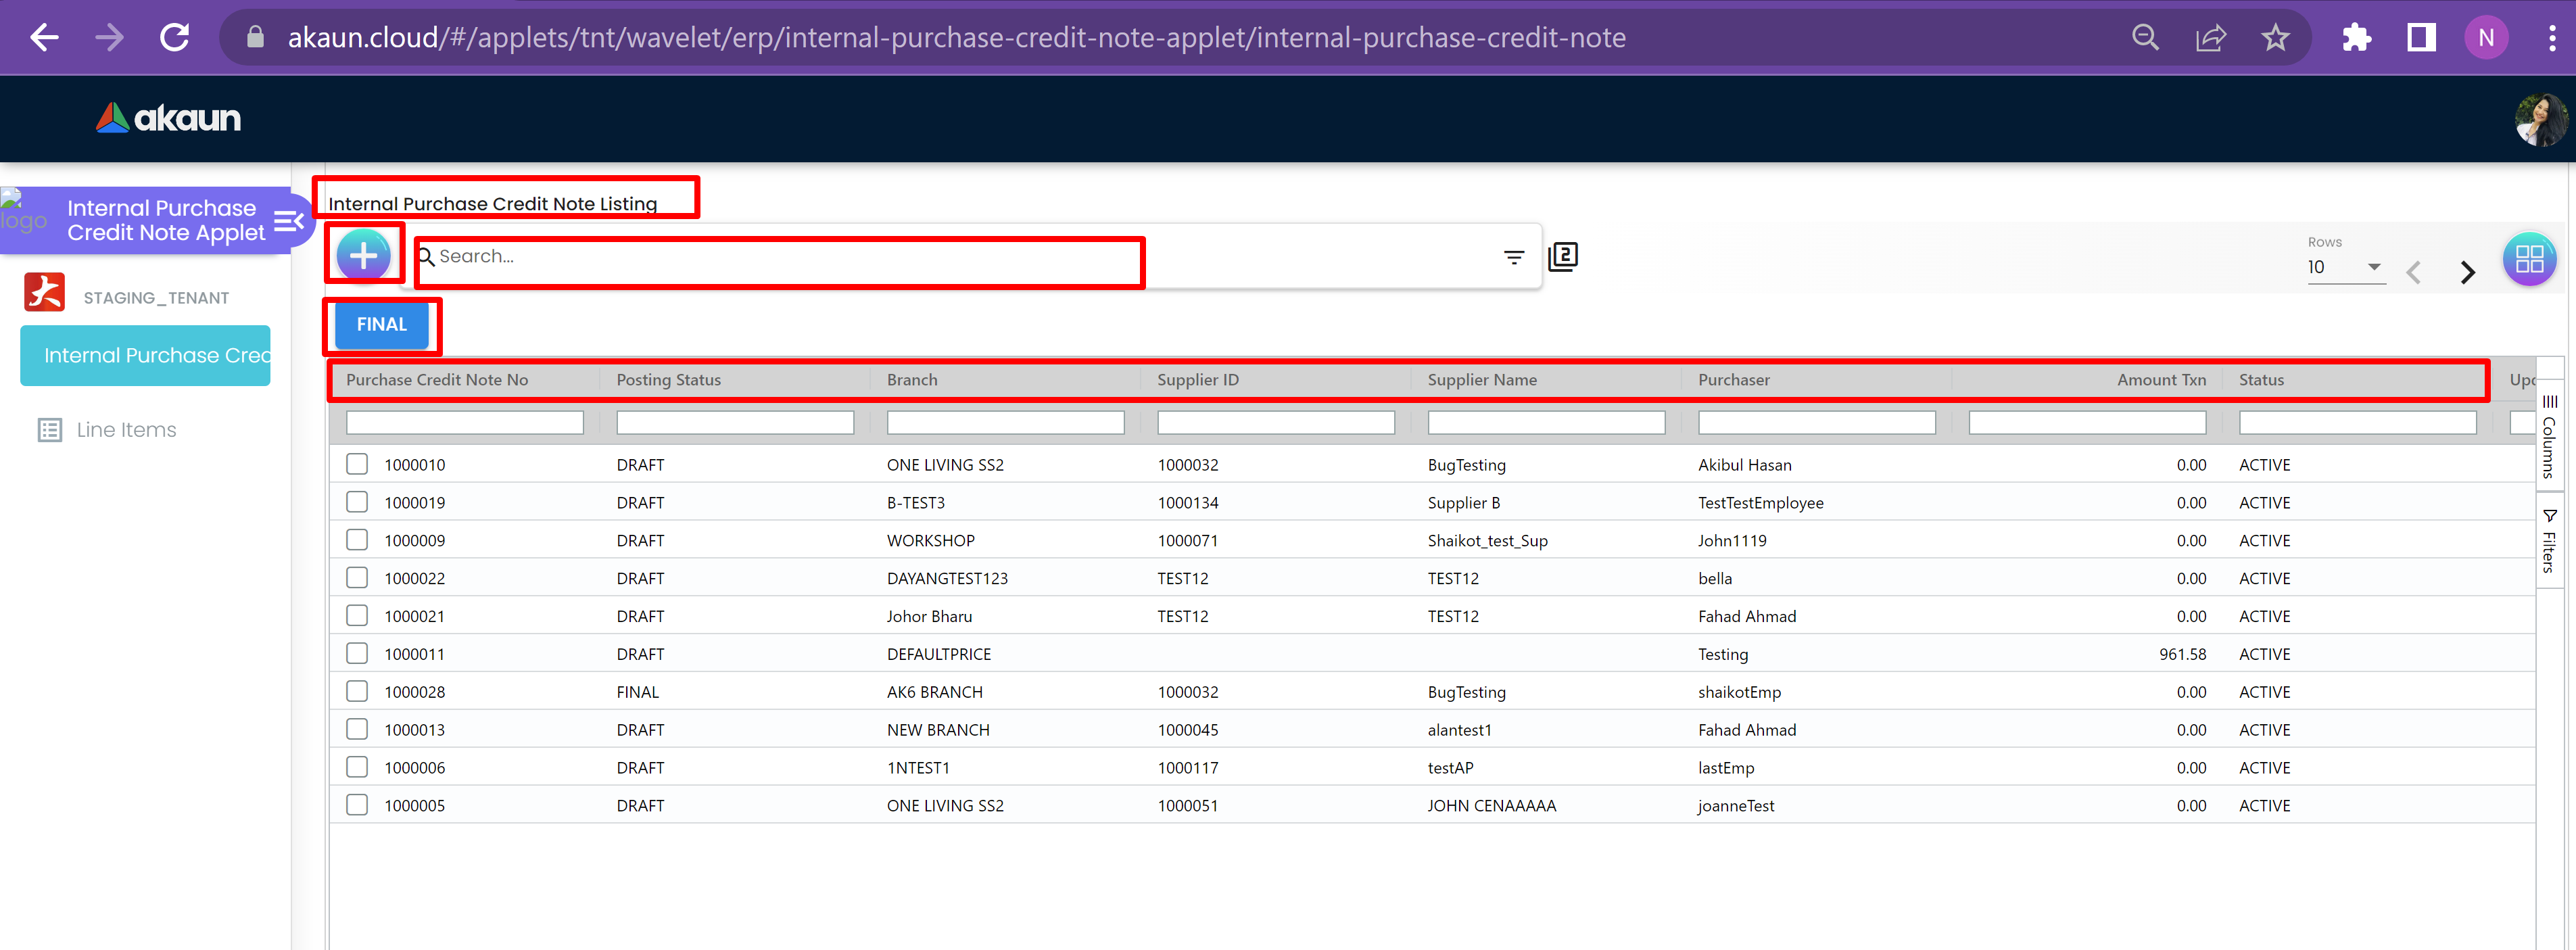 akaun.cloud/#/applets/tnt/wavelet/erp/internal-purchase-credit-note-applet/internal-purchase-credit-note
N
akaun
logo
Internal Purchase
Credit Note Applet
STAGING_TENANT
Internal Purchase Cred
Line Items
Internal Purchase Credit Note Listing
Search...
2
Rows
10
FINAL
Purchase Credit Note No Posting Status Branch Supplier ID Supplier Name Purchaser Amount Txn Status Upd
1000010 DRAFT ONE LIVING SS2 1000032 BugTesting Akibul Hasan 0.00 ACTIVE
1000019 DRAFT B-TEST3 1000134 Supplier B TestTestEmployee 0.00 ACTIVE
1000009 DRAFT WORKSHOP 1000071 Shaikot_test_Sup John1119 0.00 ACTIVE
1000022 DRAFT DAYANGTEST123 TEST12 TEST12 bella 0.00 ACTIVE
1000021 DRAFT Johor Bharu TEST12 TEST12 Fahad Ahmad 0.00 ACTIVE
1000011 DRAFT DEFAULTPRICE Testing 961.58 ACTIVE
1000028 FINAL AK6 BRANCH 1000032 BugTesting shaikotEmp 0.00 ACTIVE
1000013 DRAFT NEW BRANCH 1000045 alantest1 Fahad Ahmad 0.00 ACTIVE
1000006 DRAFT 1NTEST1 1000117 testAP lastEmp 0.00 ACTIVE
1000005 DRAFT ONE LIVING SS2 1000051 JOHN CENAAAAA joanneTest 0.00 ACTIVE
Columns
Filters